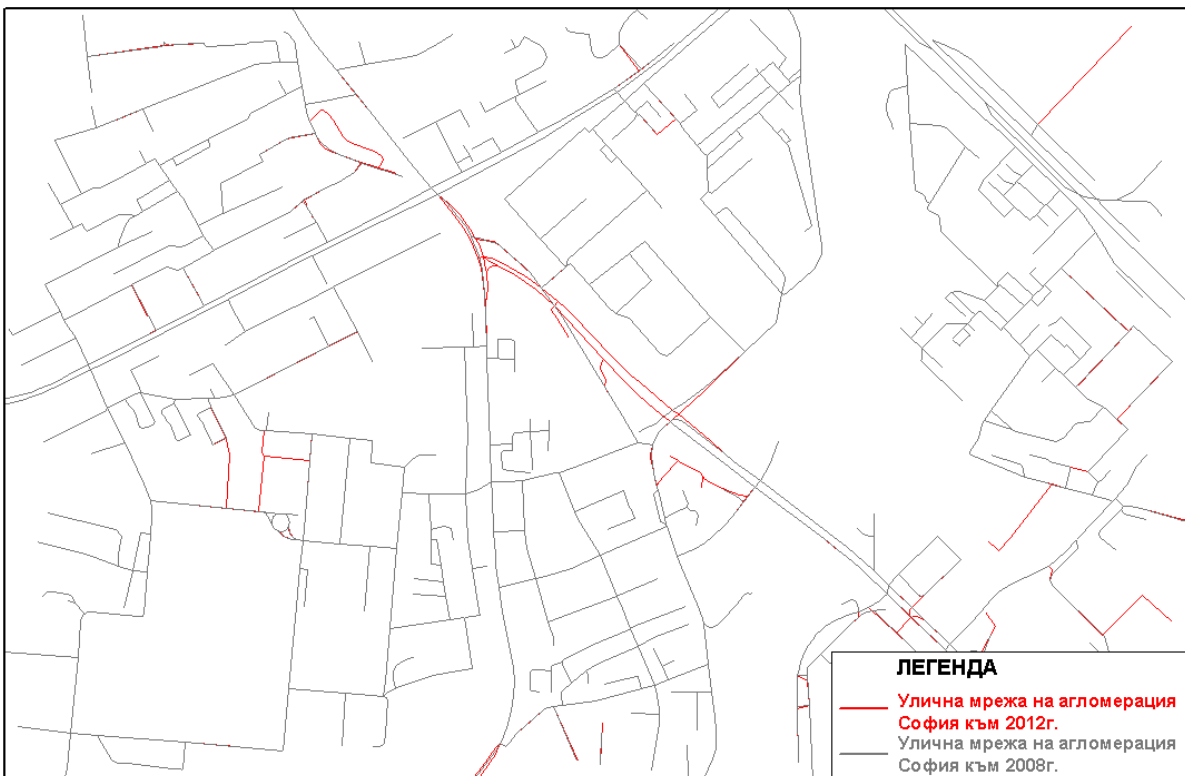 ЛЕГЕНДА
Улична мрежа на агломерация
София към 2012г.
Улична мрежа на агломерация
София към 2008г.